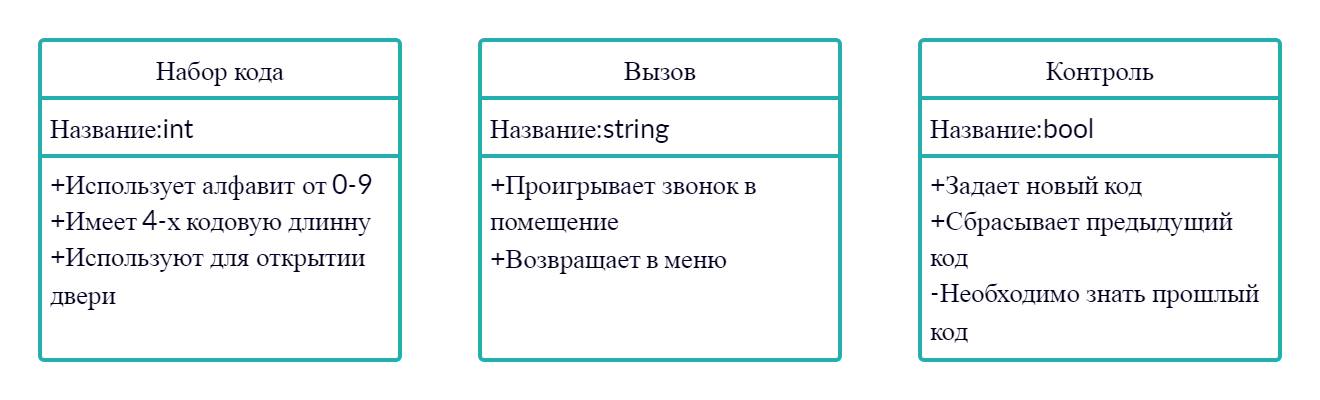 Набор кода
Название:int
+Использует алфавит от 0-9
+Имеет 4-х кодовую длинну
+Используют для открытии
двери
Вызов
Название:string
+Проигрывает звонок в
помещение
+Возвращает в меню
Контроль
Название:bool
+Задает новый код
+Сбрасывает предыдущий
код
-Необходимо знать прошлый
код